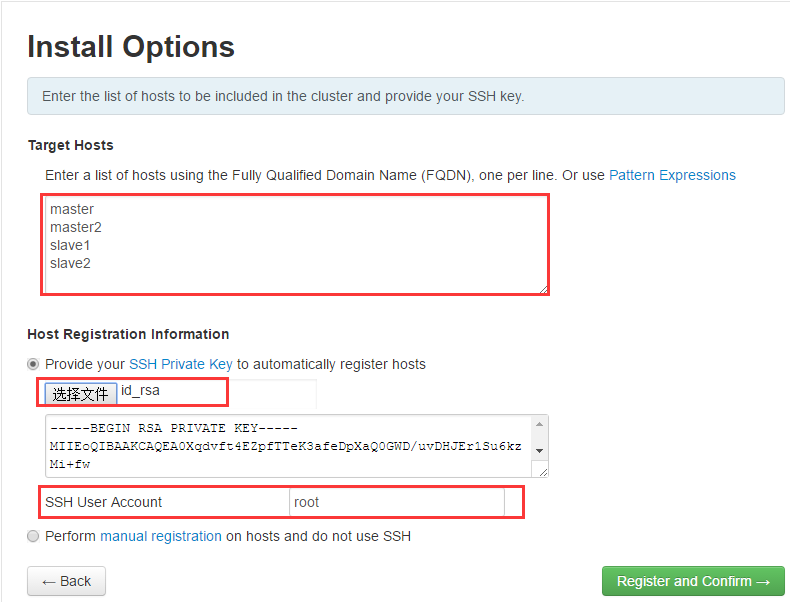 Install Options
Enter the list of hosts to be included in the cluster and provide your SSH key.
Target Hosts
Enter a list of hosts using the Fully Qualified Domain Name (FQDN), one per line. Or use Pattern Expressions
master
master2
slave1
slave2
Host Registration Information
Provide your SSH Private Key to automatically register hosts
选择文件 id_rsa
-----BEGIN RSA PRIVATE KEY-----
MIIEoQIBAAKCAQEA0Xqdvft4EZpfTTeK3afeDpXaQ0GWD/uvDHJEr1Su6kz
Mi+fw
SSH User Account root
Perform manual registration on hosts and do not use SSH
← Back
Register and Confirm →